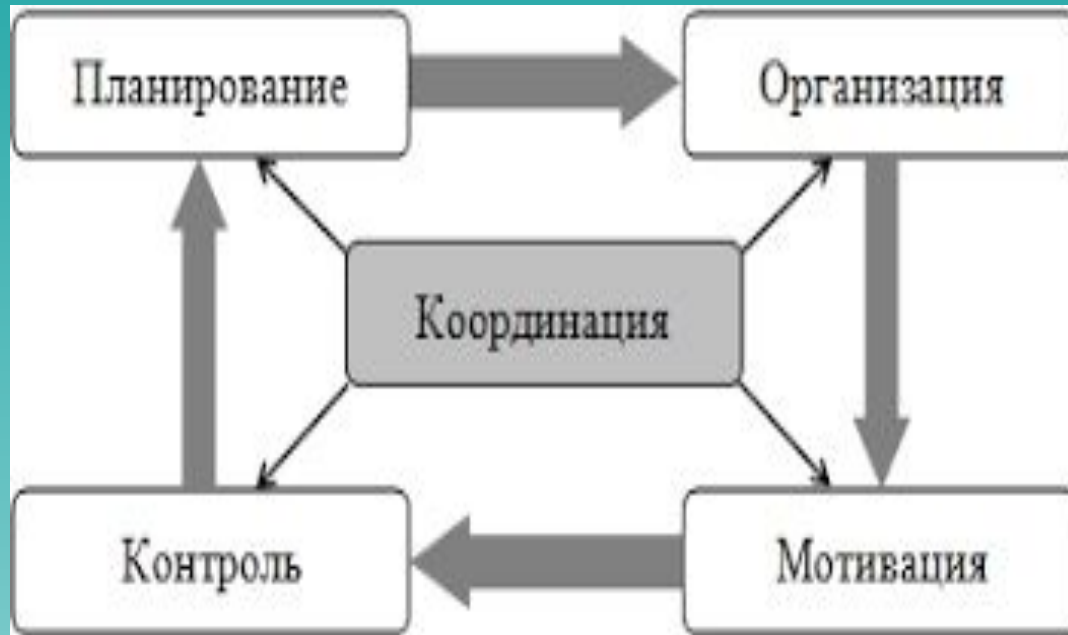 Планирование
Организация
Координация
Контроль
Мотивация